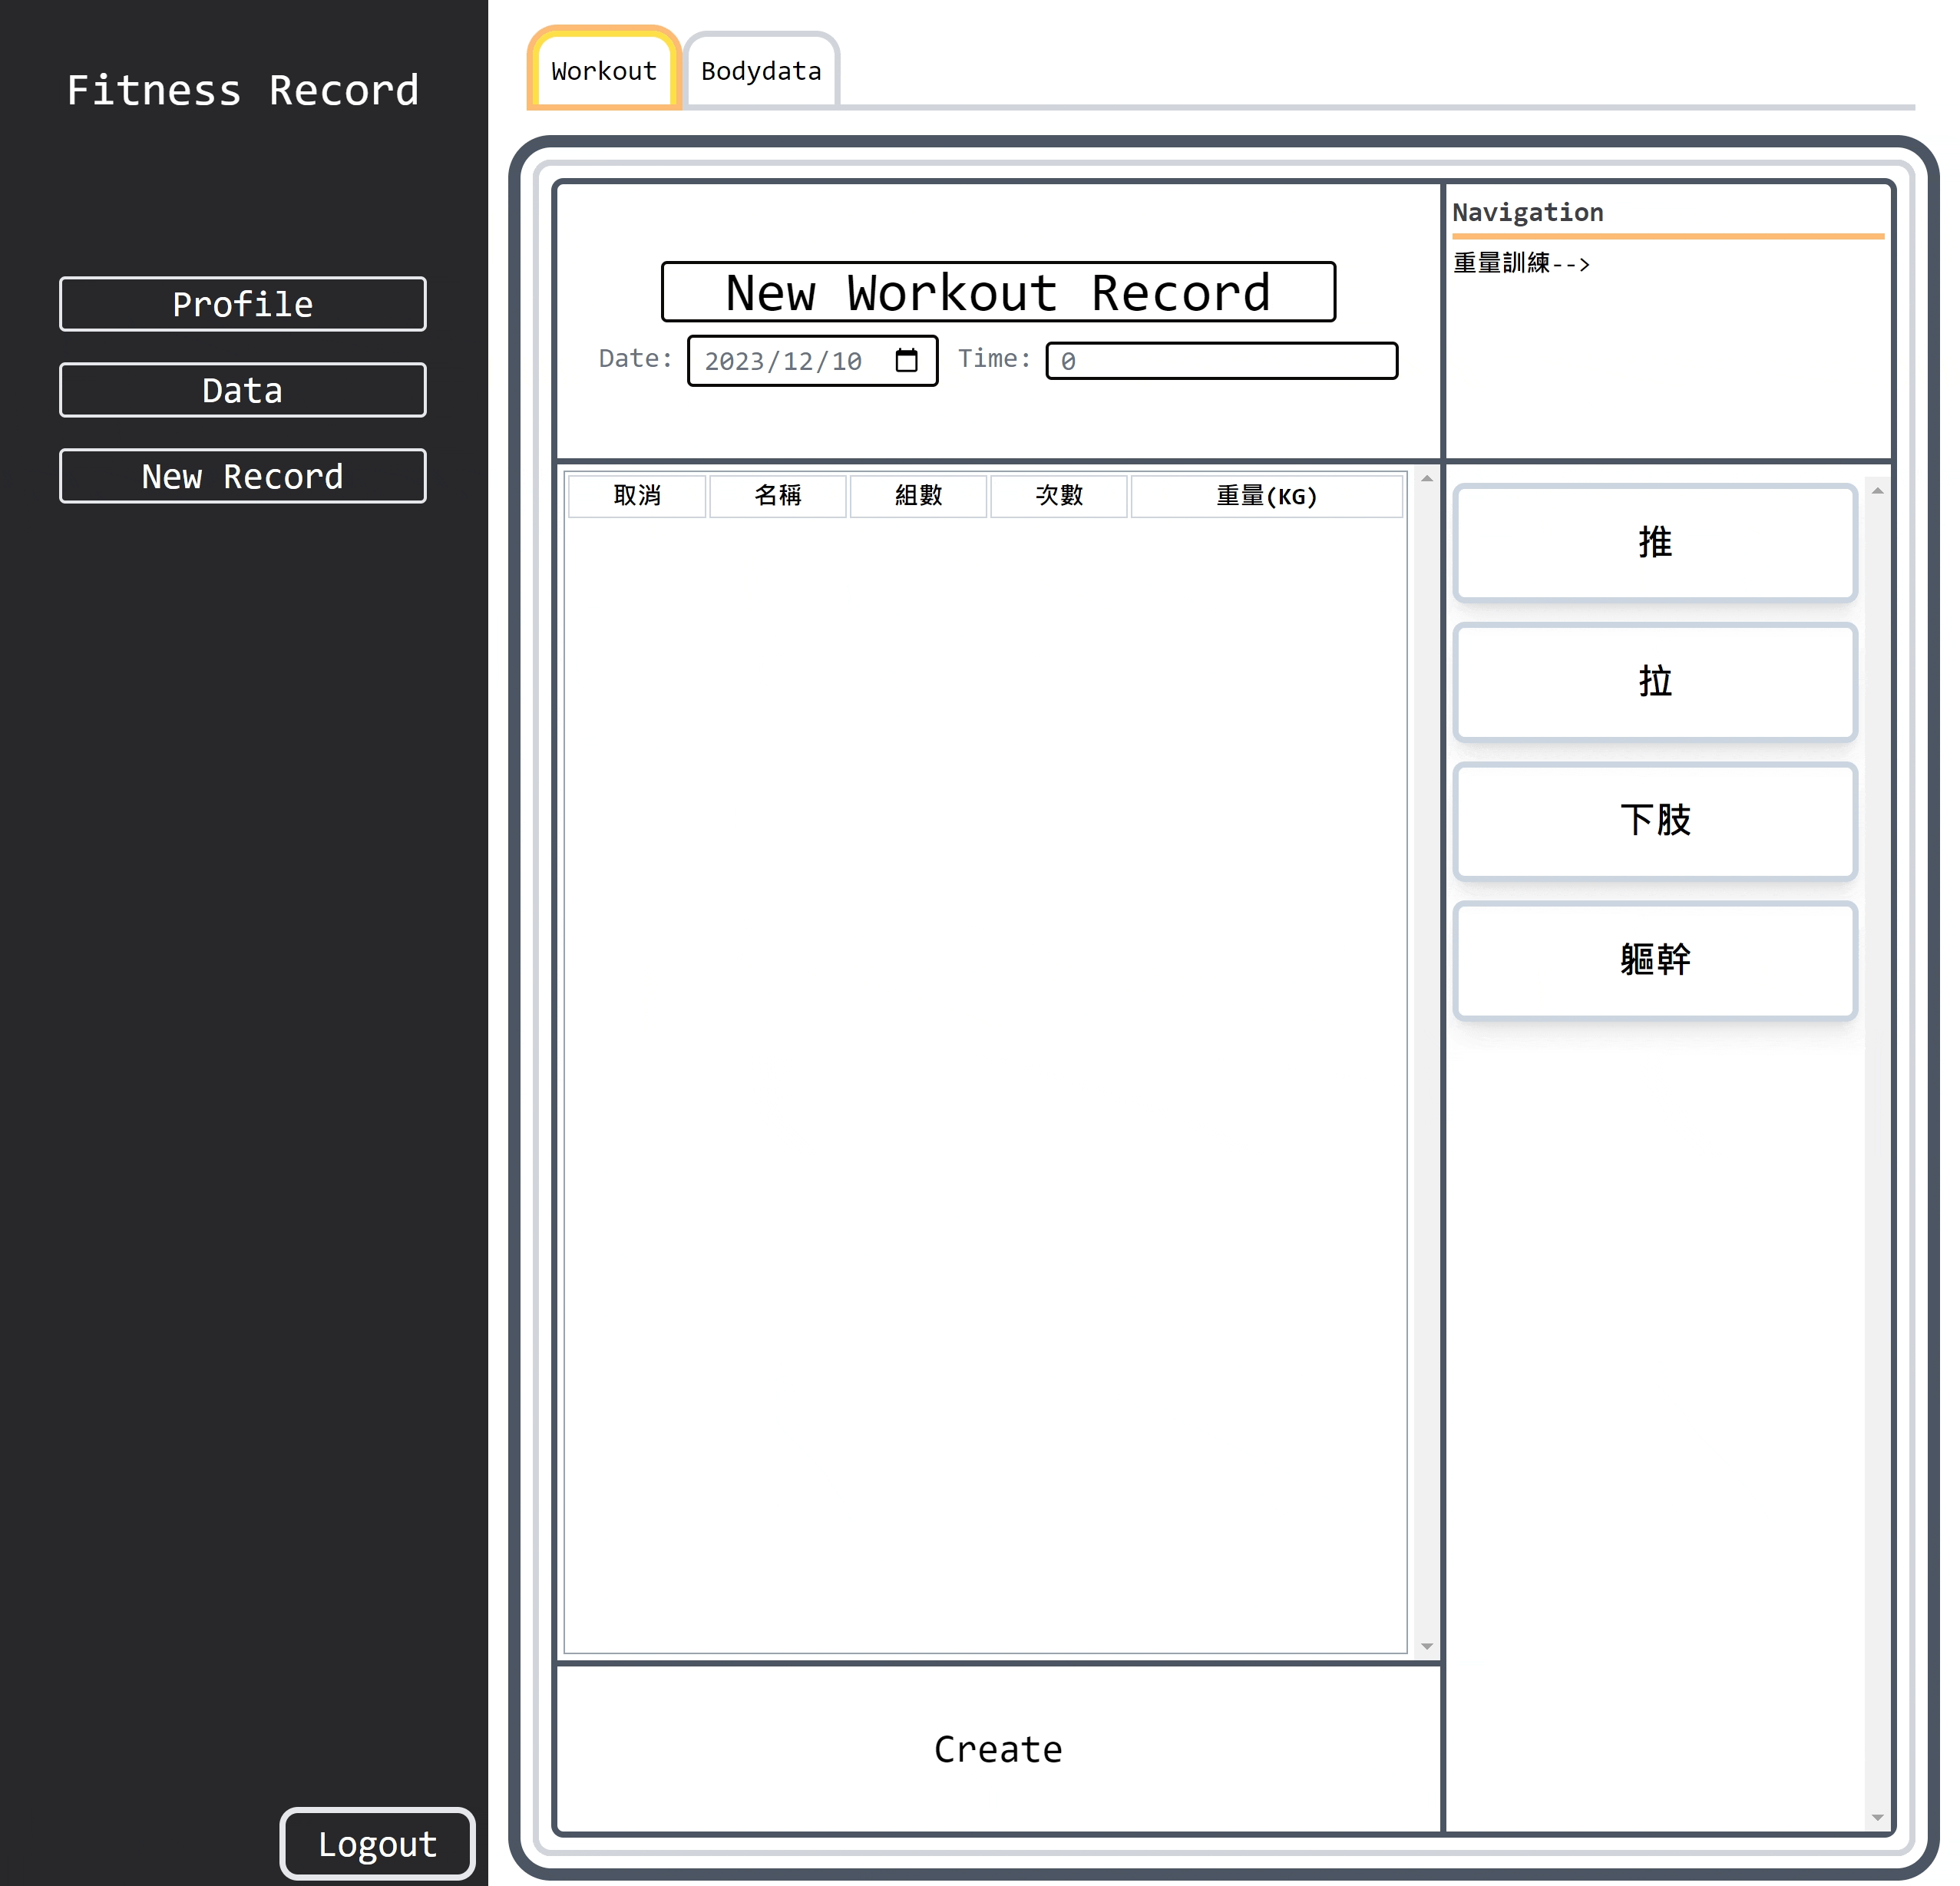 Fitness Record
Profile
Data
New Record
Logout
Workout Bodydata
New Workout Record
Date: 2023/12/10 Time: 0
取消 名稱 組數 次數 重量(KG)
Create
Navigation
重量訓練-->
推
拉
下肢
軀幹